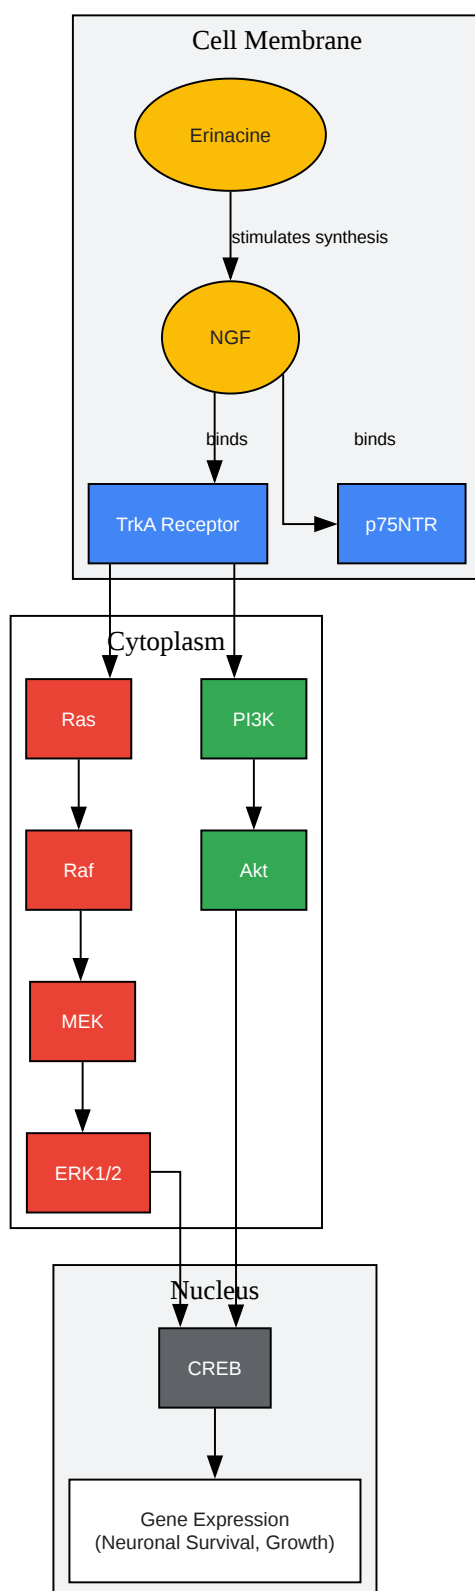 Cell Membrane
Erinacine
stimulates synthesis
NGF
binds
binds
TrkA Receptor
p75NTR
Cytoplasm
Ras
PI3K
Raf
Akt
MEK
ERK1/2
Nucleus
CREB
Gene Expression
(Neuronal Survival, Growth)